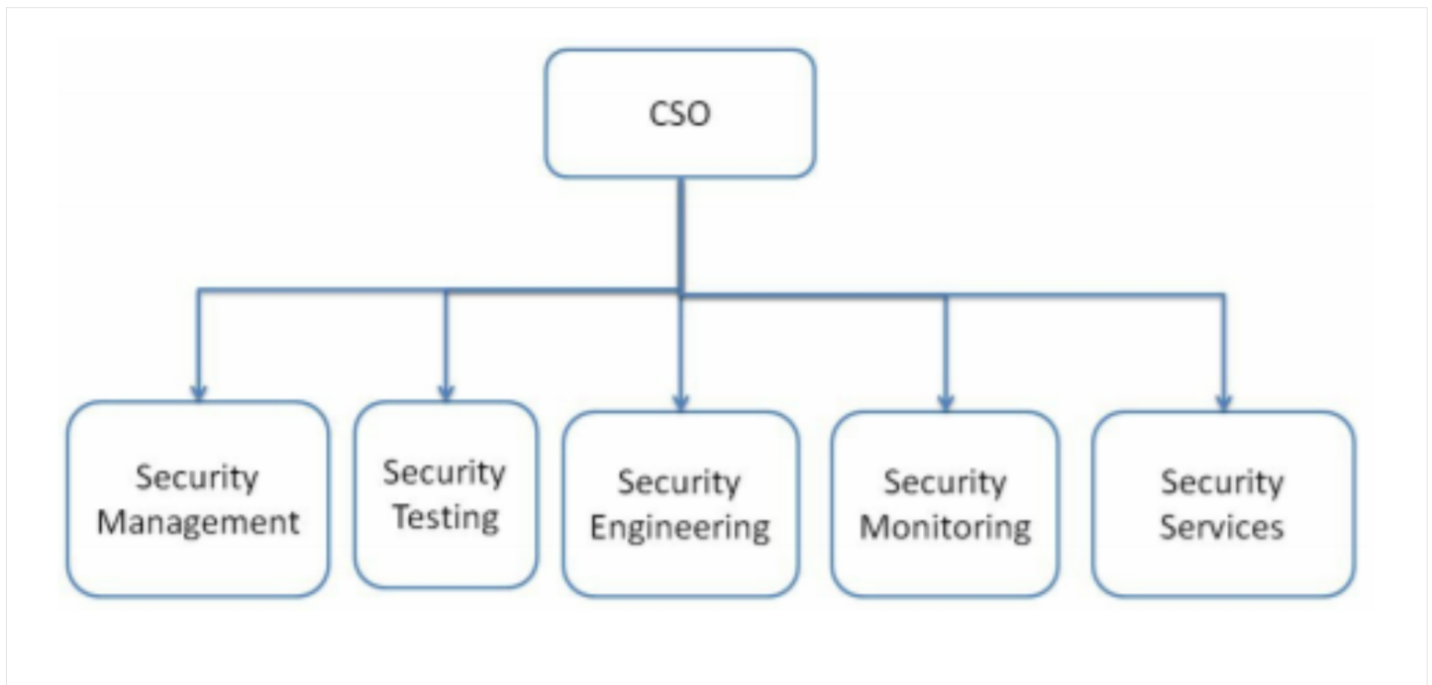 CSO
Security
Management
Security
Testing
Security
Engineering
Security
Monitoring
Security
Services